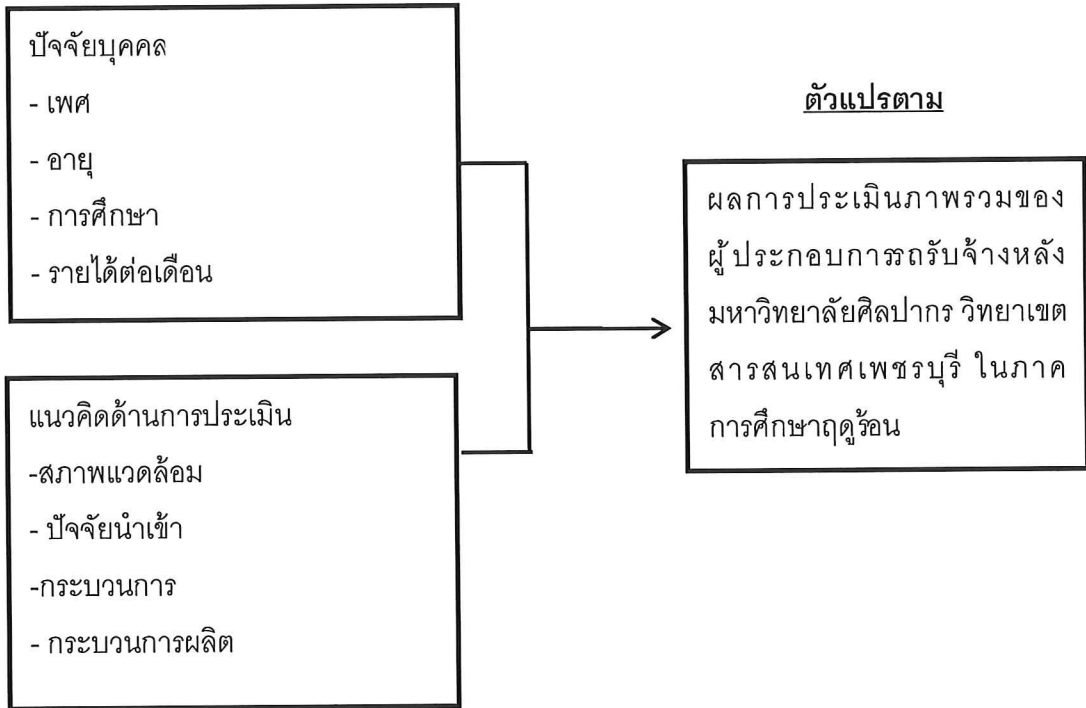 ปัจจัยบุคคล
- เพศ
- อายุ
- การศึกษา
- รายได้ต่อเดือน
แนวคิดด้านการประเมิน
-สภาพแวดล้อม
- ปัจจัยนำเข้า
-กระบวนการ
- กระบวนการผลิต
ตัวแปรตาม
ผลการประเมินภาพรวมของ
ผู้ประกอบการรถรับจ้างหลัง
มหาวิทยาลัยศิลปากร วิทยาเขต
สารสนเทศเพชรบุรี ในภาค
การศึกษาฤดูร้อน